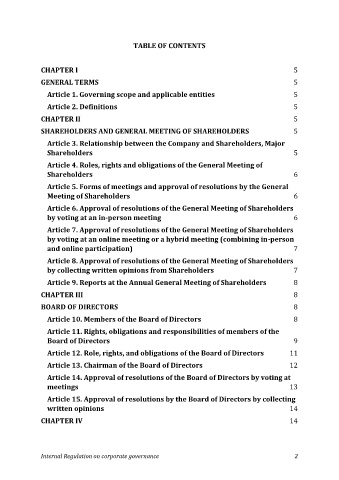 TABLE OF CONTENTS
CHAPTER I 5
GENERAL TERMS 5
Article 1. Governing scope and applicable entities 5
Article 2. Definitions 5
CHAPTER II 5
SHAREHOLDERS AND GENERAL MEETING OF SHAREHOLDERS 5
Article 3. Relationship between the Company and Shareholders, Major
Shareholders 5
Article 4. Roles, rights and obligations of the General Meeting of
Shareholders 6
Article 5. Forms of meetings and approval of resolutions by the General
Meeting of Shareholders 6
Article 6. Approval of resolutions of the General Meeting of Shareholders
by voting at an in-person meeting 6
Article 7. Approval of resolutions of the General Meeting of Shareholders
by voting at an online meeting or a hybrid meeting (combining in-person
and online participation) 7
Article 8. Approval of resolutions of the General Meeting of Shareholders
by collecting written opinions from Shareholders 7
Article 9. Reports at the Annual General Meeting of Shareholders 8
CHAPTER III 8
BOARD OF DIRECTORS 8
Article 10. Members of the Board of Directors 8
Article 11. Rights, obligations and responsibilities of members of the
Board of Directors 9
Article 12. Role, rights, and obligations of the Board of Directors 11
Article 13. Chairman of the Board of Directors 12
Article 14. Approval of resolutions of the Board of Directors by voting at
meetings 13
Article 15. Approval of resolutions by the Board of Directors by collecting
written opinions 14
CHAPTER IV 14
Internal Regulation on corporate governance 2